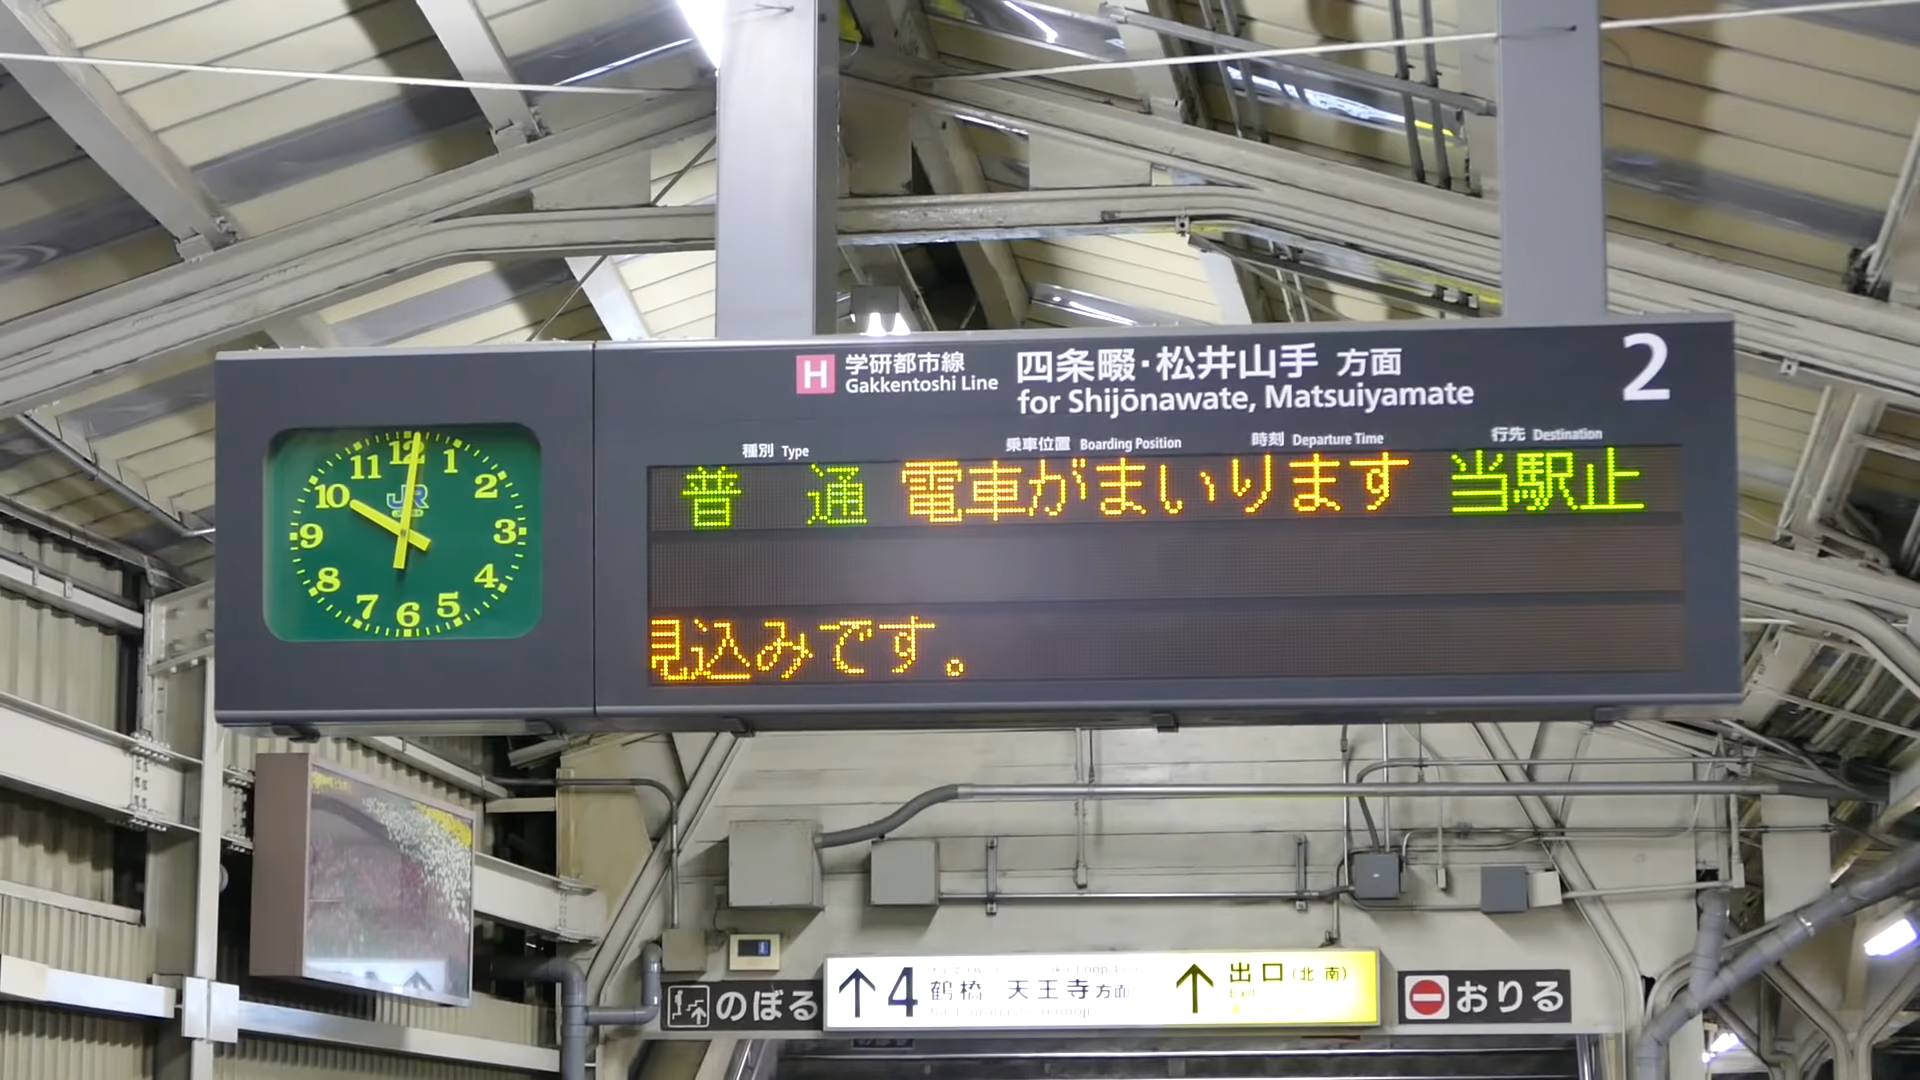 H 学研都市線 四条畷・松井山手 方面 2
Gakkentoshi Line for Shijōnawate, Matsuiyamate
種別 Type 乗車位置 Boarding Position 時刻 Departure Time 行先 Destination
普通 電車がまいります 当駅止
見込みです。
12
11 1
10 JR 2
9 3
8 4
7 5
6
のぼる
↑4 鶴橋 天王寺方面
↑ 出口(北 南)
Exit
おりる